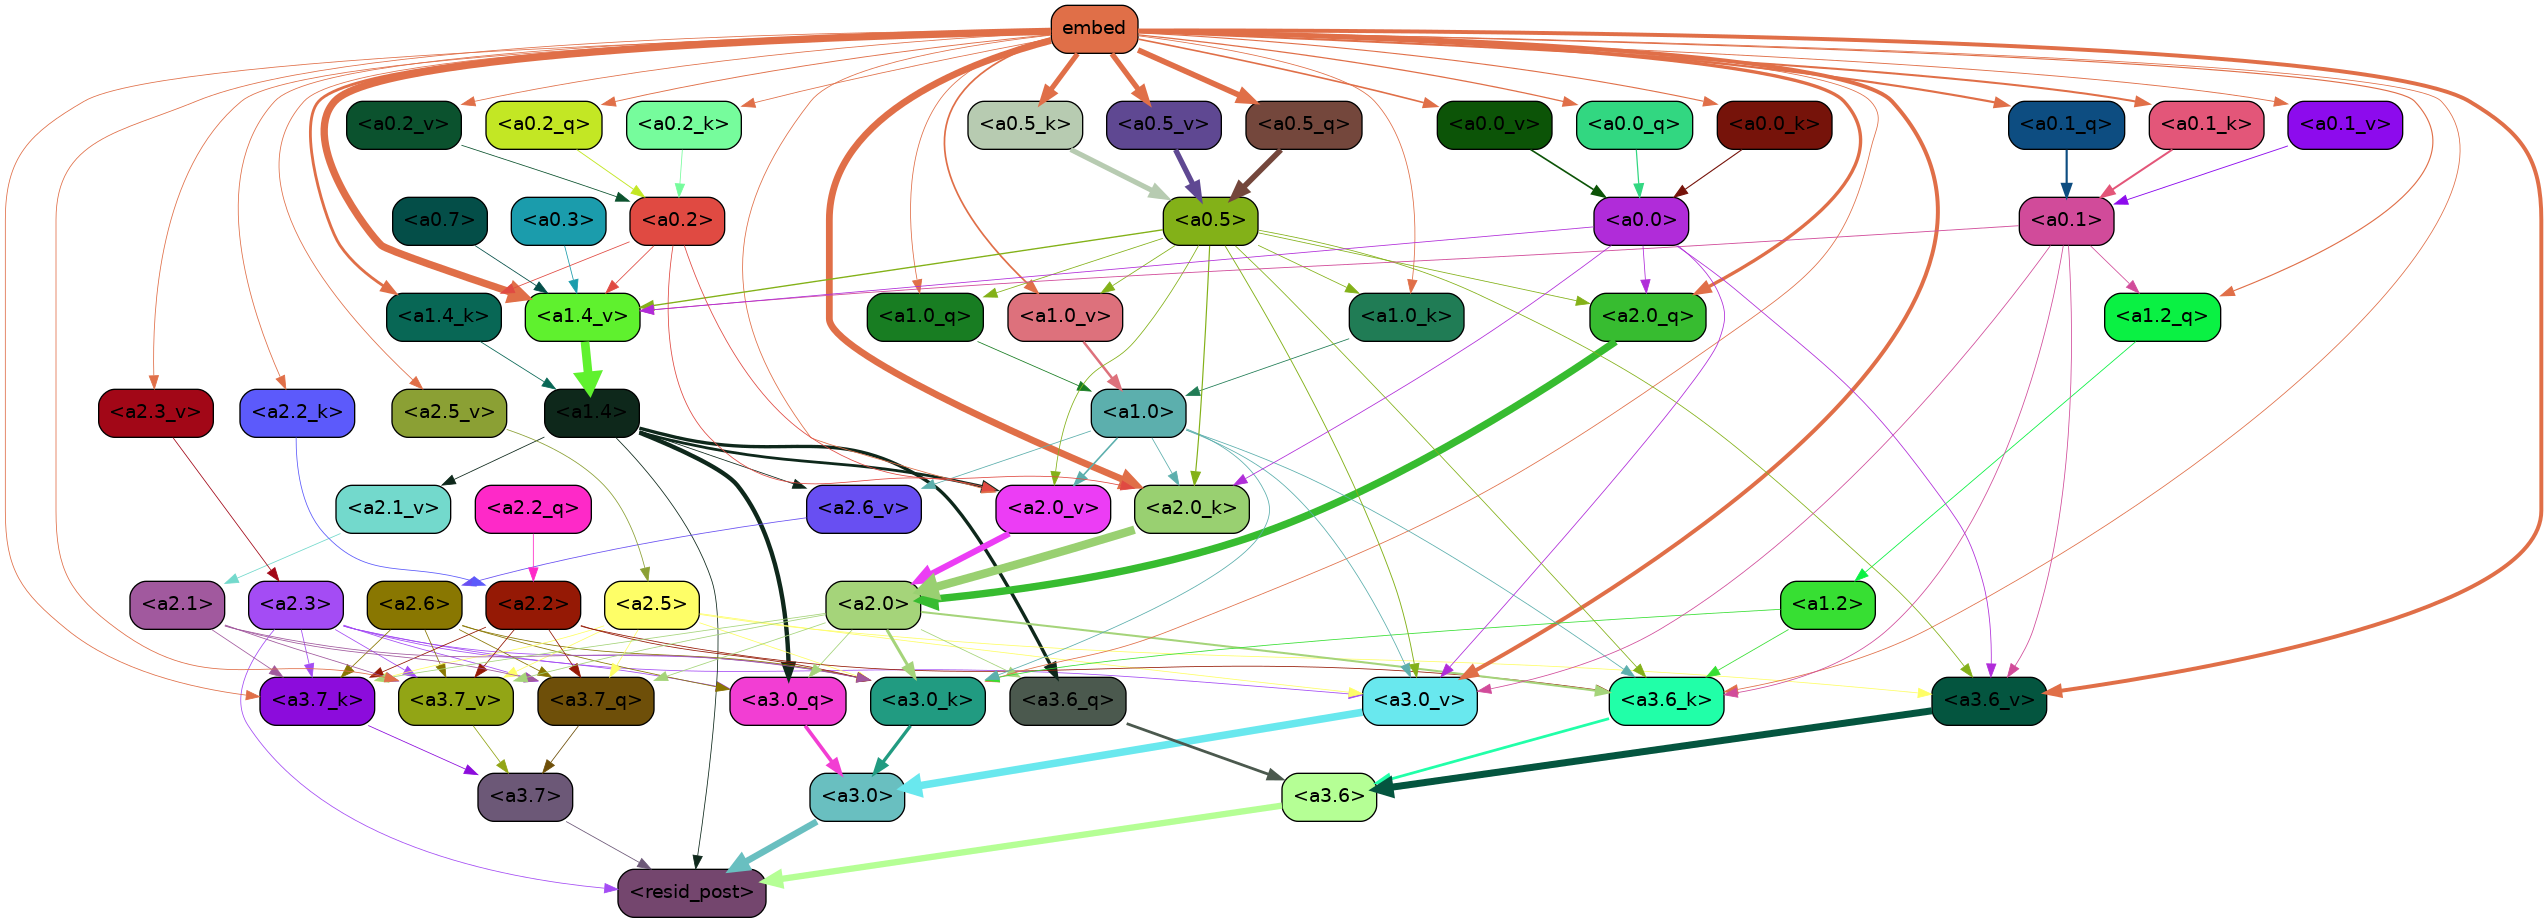 embed
<a0.2_v>
<a0.2_q>
<a0.2_k>
<a0.5_k>
<a0.5_v>
<a0.5_q>
<a0.0_v>
<a0.0_q>
<a0.0_k>
<a0.1_q>
<a0.1_k>
<a0.1_v>
<a0.7>
<a0.3>
<a0.2>
<a0.5>
<a0.0>
<a0.1>
<a1.4_k>
<a1.4_v>
<a1.0_q>
<a1.0_v>
<a1.0_k>
<a2.0_q>
<a1.2_q>
<a2.3_v>
<a2.2_k>
<a2.5_v>
<a1.4>
<a1.0>
<a2.1_v>
<a2.2_q>
<a2.6_v>
<a2.0_v>
<a2.0_k>
<a2.1>
<a2.3>
<a2.6>
<a2.2>
<a2.5>
<a2.0>
<a1.2>
<a3.7_k>
<a3.7_v>
<a3.7_q>
<a3.0_q>
<a3.0_k>
<a3.6_q>
<a3.0_v>
<a3.6_k>
<a3.6_v>
<a3.7>
<a3.0>
<a3.6>
<resid_post>